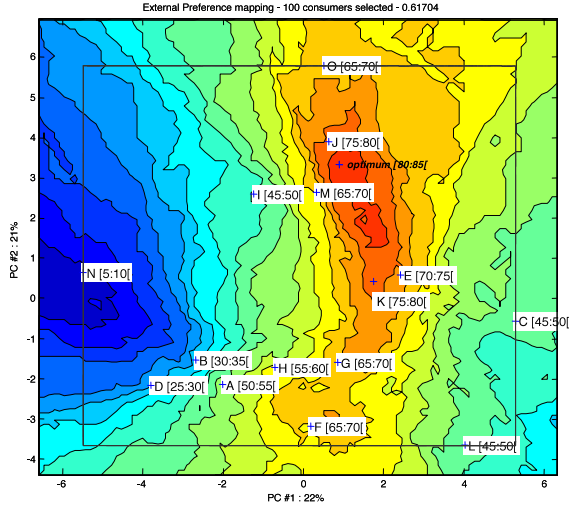 External Preference mapping - 100 consumers selected - 0.61704
6
O [65:70[
5
4
J [75:80[
optimum [80:85[
3
I [45:50[
M [65:70[
2
PC #2 : 21%
1
N [5:10[
E [70:75[
0
K [75:80[
C [45:50[
-1
B [30:35[
H [55:60[
G [65:70[
-2
D [25:30[
A [50:55[
-3
F [65:70[
L [45:50[
-4
-6
-4
-2
0
2
4
6
PC #1 : 22%